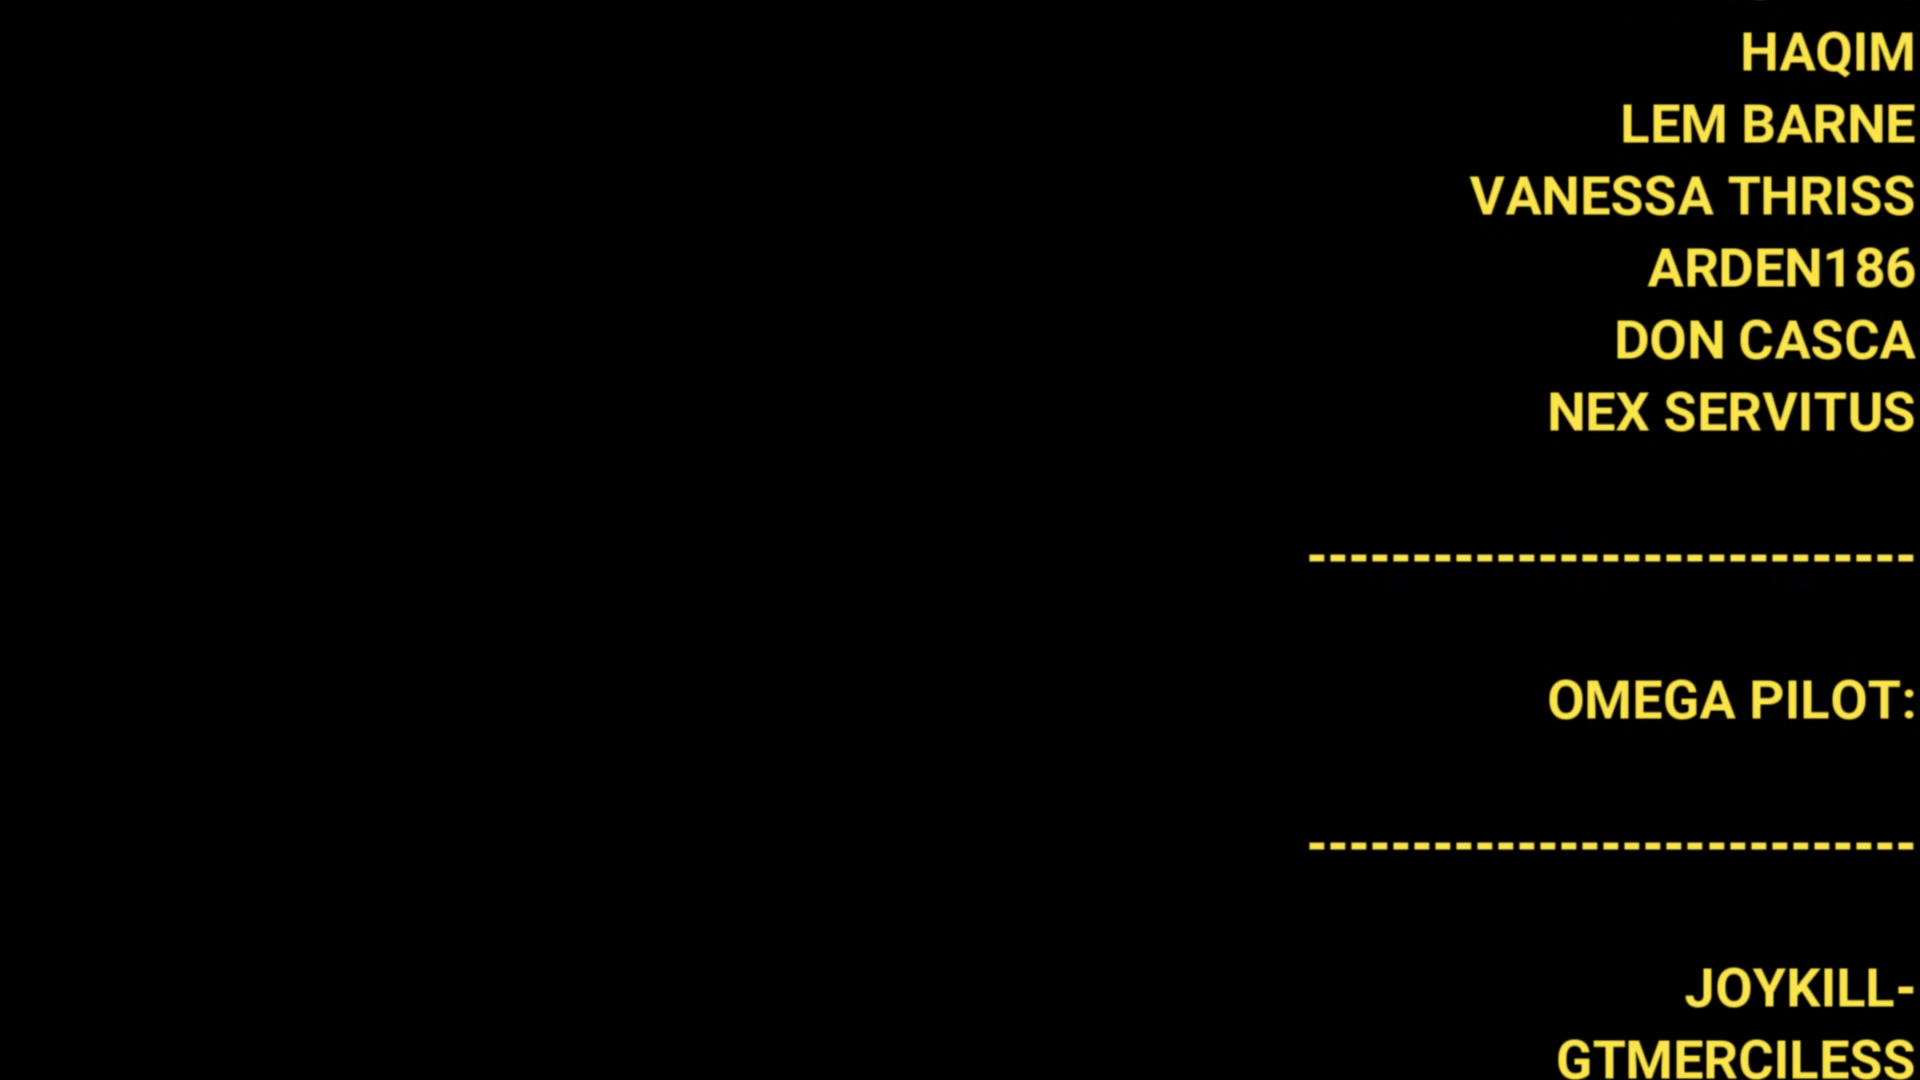 HAQIM
LEM BARNE
VANESSA THRISS
ARDEN186
DON CASCA
NEX SERVITUS
-----------------------------
OMEGA PILOT:
-----------------------------
JOYKILL-
GTMERCILESS